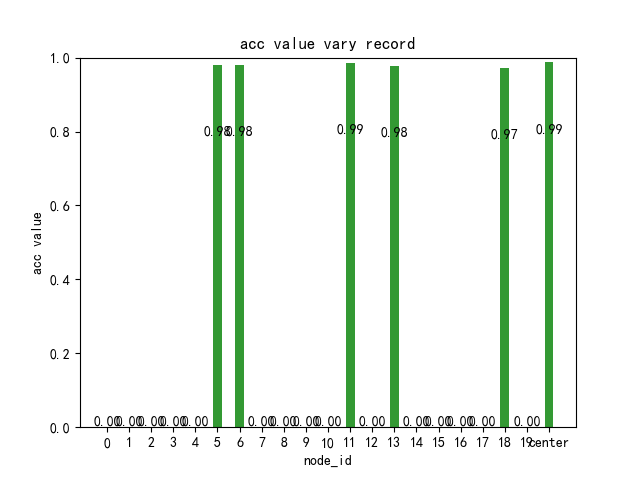 acc value vary record
1.0
0.8
0.6
0.4
0.2
0.0
acc value
0.98 0.98 0.99 0.98 0.97 0.99
0.00 0.00 0.00 0.00 0.00 0.00 0.00 0.00 0.00 0.00 0.00 0.00 0.00 0.00 0.00
0 1 2 3 4 5 6 7 8 9 10 11 12 13 14 15 16 17 18 19 center
node_id